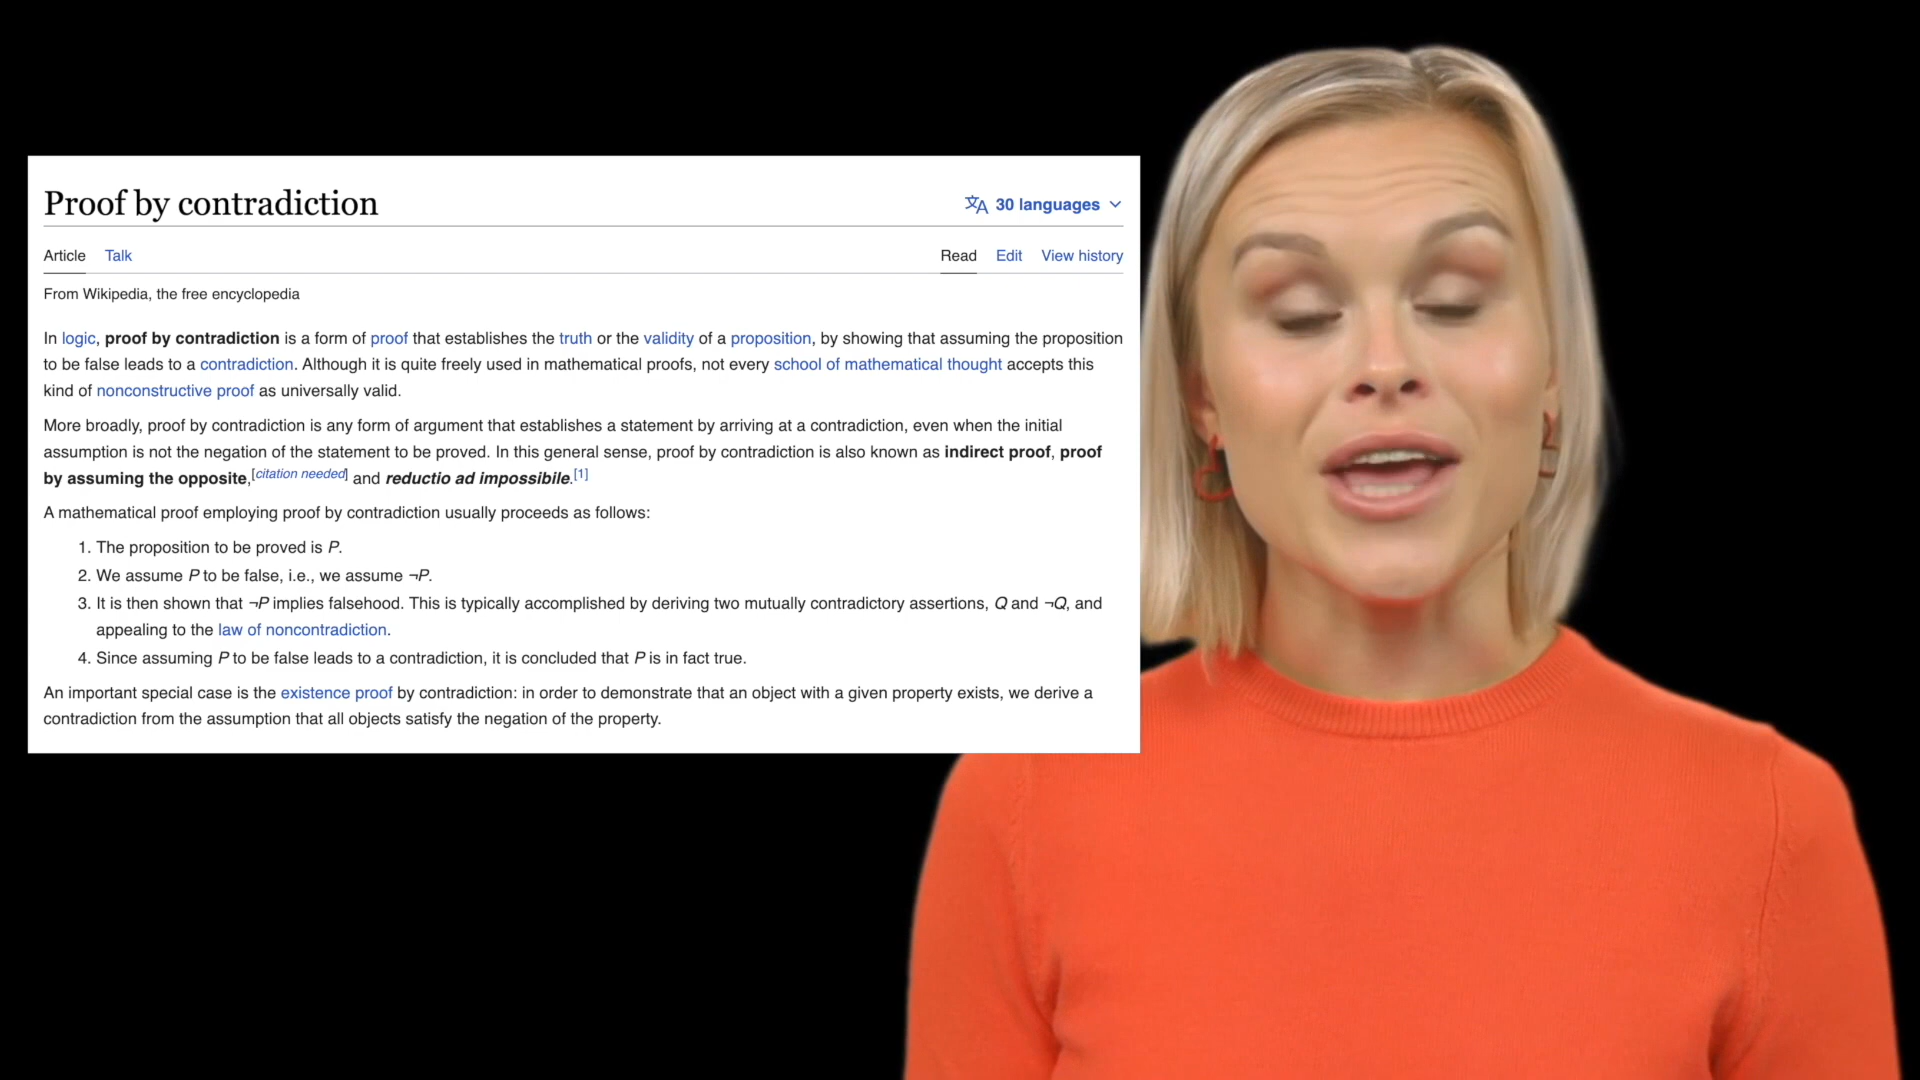 Proof by contradiction
30 languages
Article Talk Read Edit View history
From Wikipedia, the free encyclopedia
In logic, proof by contradiction is a form of proof that establishes the truth or the validity of a proposition, by showing that assuming the proposition
to be false leads to a contradiction. Although it is quite freely used in mathematical proofs, not every school of mathematical thought accepts this
kind of nonconstructive proof as universally valid.
More broadly, proof by contradiction is any form of argument that establishes a statement by arriving at a contradiction, even when the initial
assumption is not the negation of the statement to be proved. In this general sense, proof by contradiction is also known as indirect proof, proof
by assuming the opposite,[citation needed] and reductio ad impossibile.[1]
A mathematical proof employing proof by contradiction usually proceeds as follows:
1. The proposition to be proved is P.
2. We assume P to be false, i.e., we assume ¬P.
3. It is then shown that ¬P implies falsehood. This is typically accomplished by deriving two mutually contradictory assertions, Q and ¬Q, and
appealing to the law of noncontradiction.
4. Since assuming P to be false leads to a contradiction, it is concluded that P is in fact true.
An important special case is the existence proof by contradiction: in order to demonstrate that an object with a given property exists, we derive a
contradiction from the assumption that all objects satisfy the negation of the property.